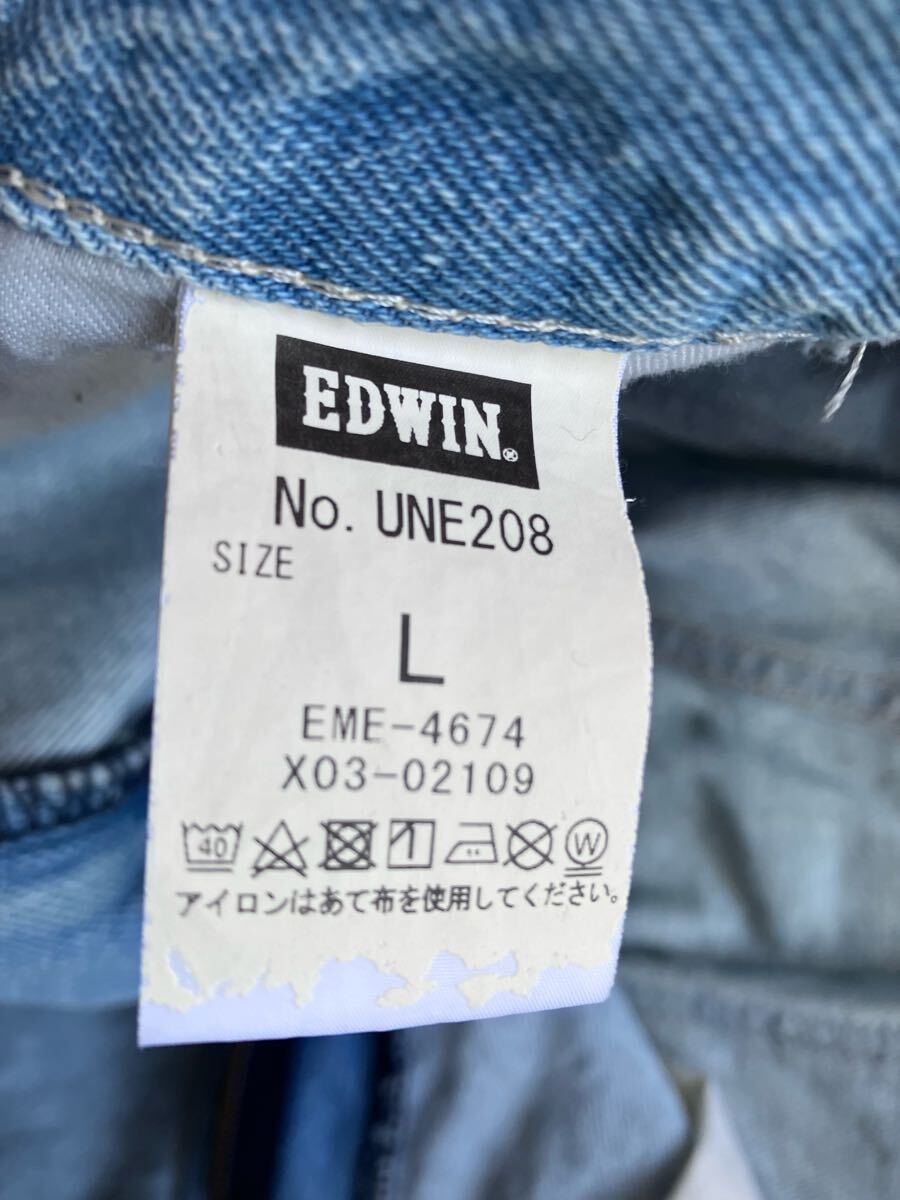 EDWIN®
No. UNE208
SIZE
L
EME-4674
X03-02109
40 W
アイロンはあて布を使用してください。